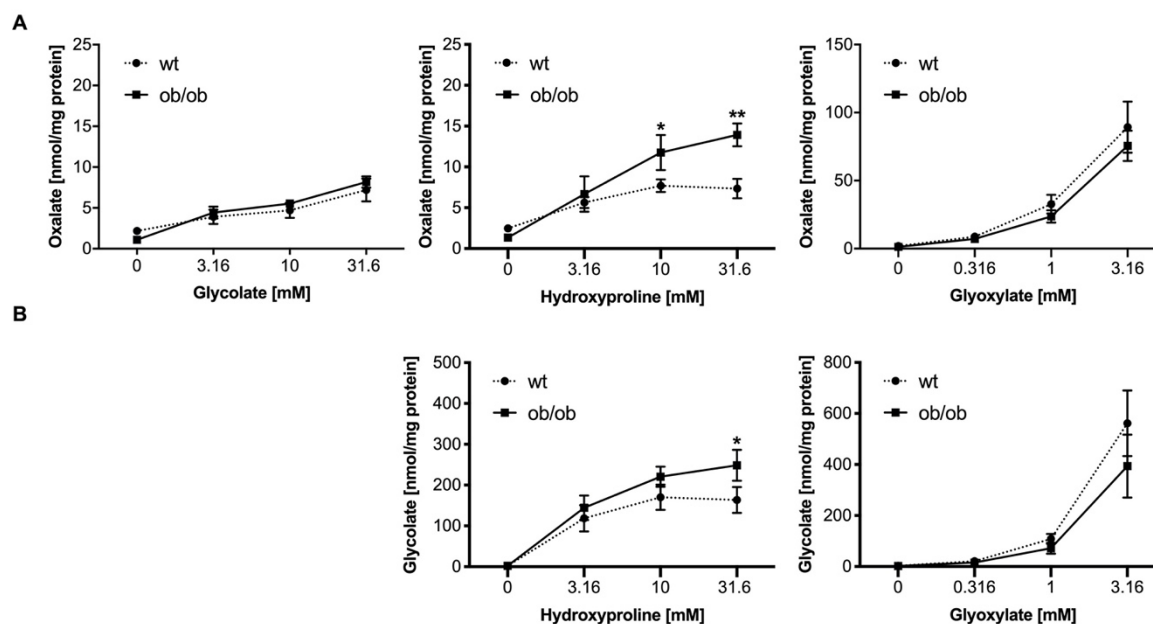 A
Oxalate [nmol/mg protein]
25
20
15
10
5
0
wt
ob/ob
0 3.16 10 31.6
Glycolate [mM]
Oxalate [nmol/mg protein]
25
20
15
10
5
0
wt
ob/ob
* **
0 3.16 10 31.6
Hydroxyproline [mM]
Oxalate [nmol/mg protein]
150
100
50
0
wt
ob/ob
0 0.316 1 3.16
Glyoxylate [mM]
B
Glycolate [nmol/mg protein]
500
400
300
200
100
0
wt
ob/ob
*
0 3.16 10 31.6
Hydroxyproline [mM]
Glycolate [nmol/mg protein]
800
600
400
200
0
wt
ob/ob
0 0.316 1 3.16
Glyoxylate [mM]